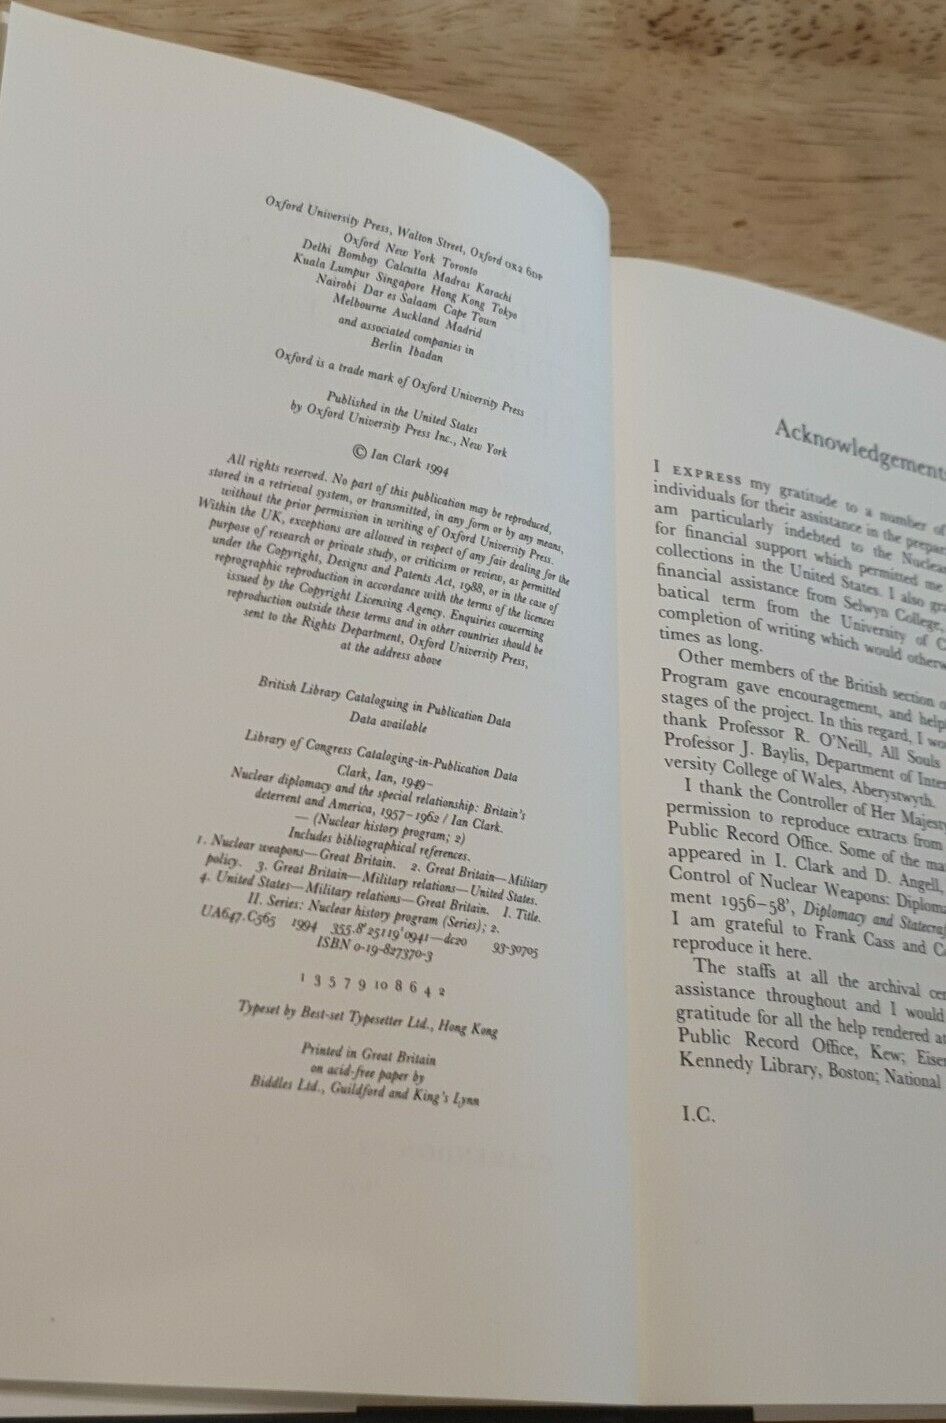 Oxford University Press, Walton Street, Oxford OX2 6DP
Oxford New York Toronto
Delhi Bombay Calcutta Madras Karachi
Kuala Lumpur Singapore Hong Kong Tokyo
Nairobi Dar es Salaam Cape Town
Melbourne Auckland Madrid
and associated companies in
Berlin Ibadan
Oxford is a trade mark of Oxford University Press
Published in the United States
by Oxford University Press Inc., New York
© Ian Clark 1994
All rights reserved. No part of this publication may be reproduced,
stored in a retrieval system, or transmitted, in any form or by any means,
without the prior permission in writing of Oxford University Press.
Within the UK, exceptions are allowed in respect of any fair dealing for the
purpose of research or private study, or criticism or review, as permitted
under the Copyright, Designs and Patents Act, 1988, or in the case of
reprographic reproduction in accordance with the terms of the licences
issued by the Copyright Licensing Agency. Enquiries concerning
reproduction outside these terms and in other countries should be
sent to the Rights Department, Oxford University Press,
at the address above
British Library Cataloguing in Publication Data
Data available
Library of Congress Cataloging-in-Publication Data
Clark, Ian, 1949–
Nuclear diplomacy and the special relationship: Britain's
deterrent and America, 1957–1962 / Ian Clark.
— (Nuclear history program; 2)
Includes bibliographical references.
1. Nuclear weapons—Great Britain. 2. Great Britain—Military
policy. 3. Great Britain—Military relations—United States.
4. United States—Military relations—Great Britain. I. Title.
II. Series: Nuclear history program (Series); 2.
UA647.C565 1994 355.8'25119'0941—dc20 93-30705
ISBN 0-19-827370-3
1 3 5 7 9 10 8 6 4 2
Typeset by Best-set Typesetter Ltd., Hong Kong
Printed in Great Britain
on acid-free paper by
Biddles Ltd., Guildford and King's Lynn
Acknowledgements
I EXPRESS my gratitude to a number of
individuals for their assistance in the prepar
am particularly indebted to the Nuclear
for financial support which permitted me
collections in the United States. I also gr
financial assistance from Selwyn College,
batical term from the University of C
completion of writing which would otherw
times as long.
Other members of the British section o
Program gave encouragement, and help
stages of the project. In this regard, I wo
thank Professor R. O'Neill, All Souls
Professor J. Baylis, Department of Inter
versity College of Wales, Aberystwyth.
I thank the Controller of Her Majesty
permission to reproduce extracts from
Public Record Office. Some of the ma
appeared in I. Clark and D. Angell,
Control of Nuclear Weapons: Diploma
ment 1956–58', Diplomacy and Statecraf
I am grateful to Frank Cass and Co
reproduce it here.
The staffs at all the archival cen
assistance throughout and I would
gratitude for all the help rendered at
Public Record Office, Kew; Eisen
Kennedy Library, Boston; National
I.C.